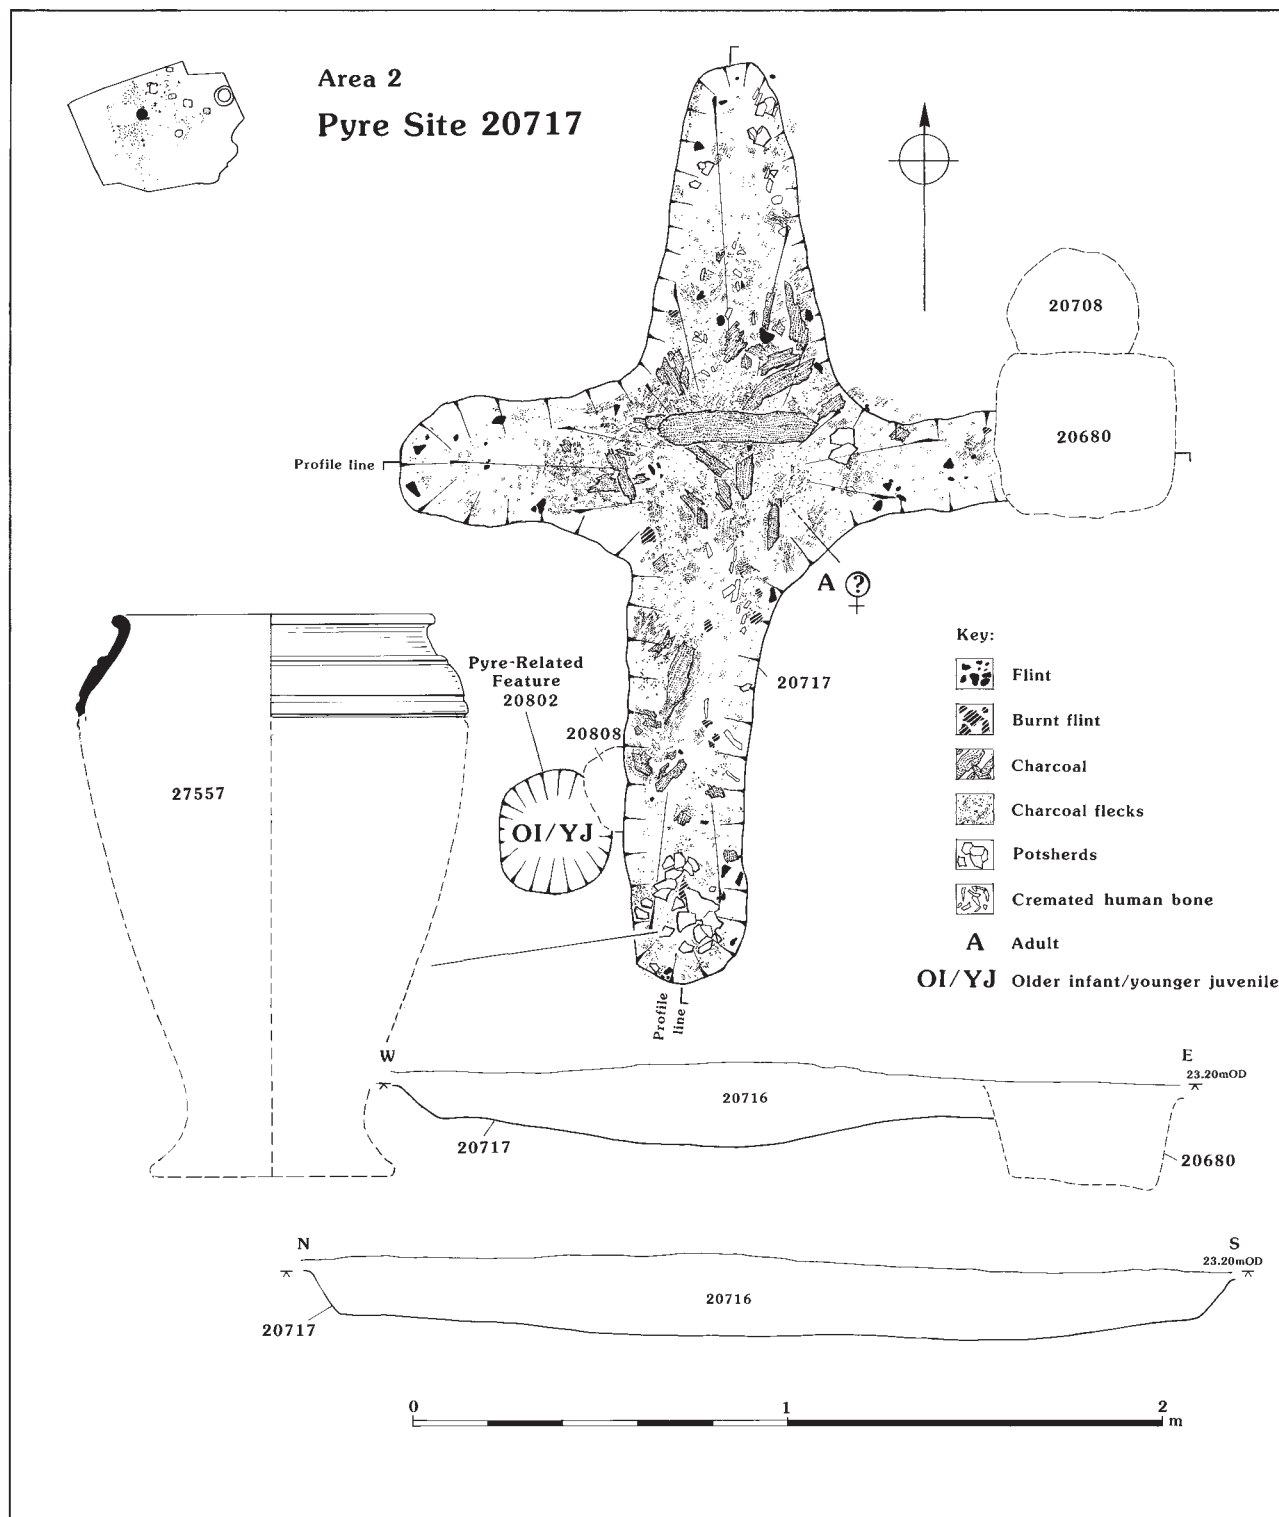 Area 2
Pyre Site 20717
20708
20680
Profile line
A ?
Key:
Flint
Burnt flint
Charcoal
Charcoal flecks
Potsherds
Cremated human bone
A Adult
OI/YJ Older infant/younger juvenile
20717
Pyre-Related
Feature
20802
20808
OI/YJ
27557
Profile
line
W
E
23.20mOD
20716
20717
20680
N
S
23.20mOD
20716
20717
0
1
2
m